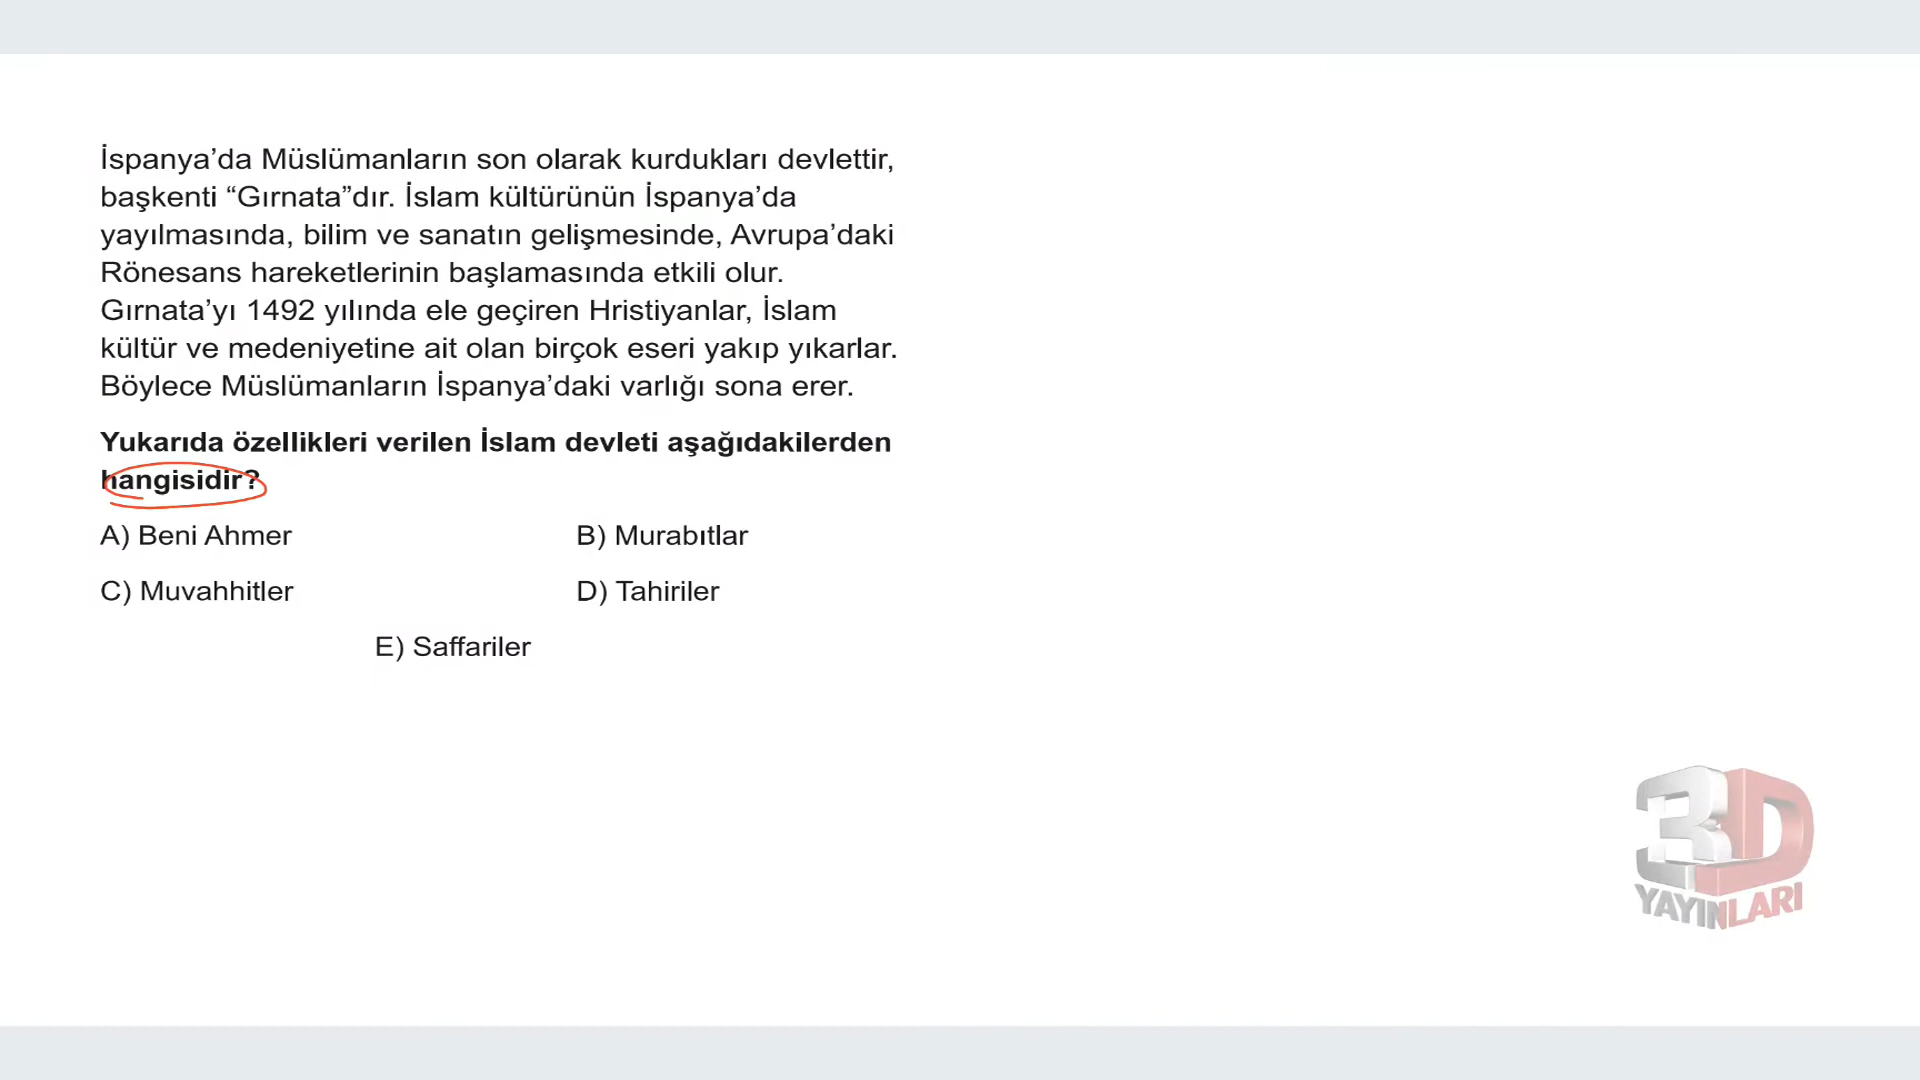 İspanya’da Müslümanların son olarak kurdukları devlettir,
başkenti “Gırnata”dır. İslam kültürünün İspanya’da
yayılmasında, bilim ve sanatın gelişmesinde, Avrupa’daki
Rönesans hareketlerinin başlamasında etkili olur.
Gırnata’yı 1492 yılında ele geçiren Hristiyanlar, İslam
kültür ve medeniyetine ait olan birçok eseri yakıp yıkarlar.
Böylece Müslümanların İspanya’daki varlığı sona erer.
Yukarıda özellikleri verilen İslam devleti aşağıdakilerden
hangisidir?
A) Beni Ahmer
B) Murabıtlar
C) Muvahhitler
D) Tahiriler
E) Saffariler
3D
YAYINLARI